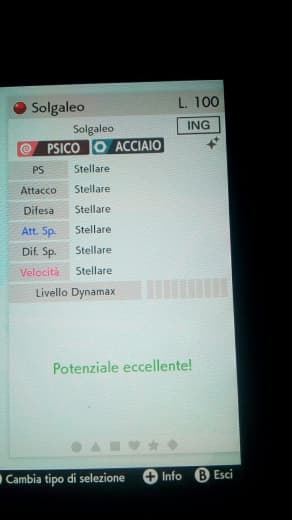 Solgaleo L. 100
Solgaleo ING
PSICO ACCIAIO
PS Stellare
Attacco Stellare
Difesa Stellare
Att. Sp. Stellare
Dif. Sp. Stellare
Velocità Stellare
Livello Dynamax
Potenziale eccellente!
Cambia tipo di selezione + Info B Esci